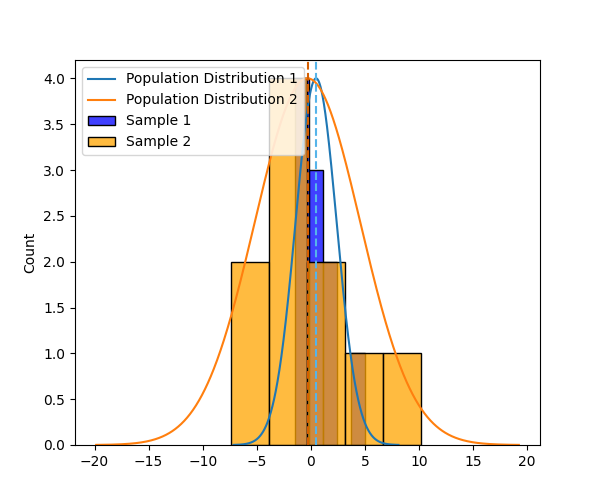 Population Distribution 1
Population Distribution 2
Sample 1
Sample 2
4.0
3.5
3.0
2.5
2.0
1.5
1.0
0.5
0.0
Count
−20 −15 −10 −5 0 5 10 15 20